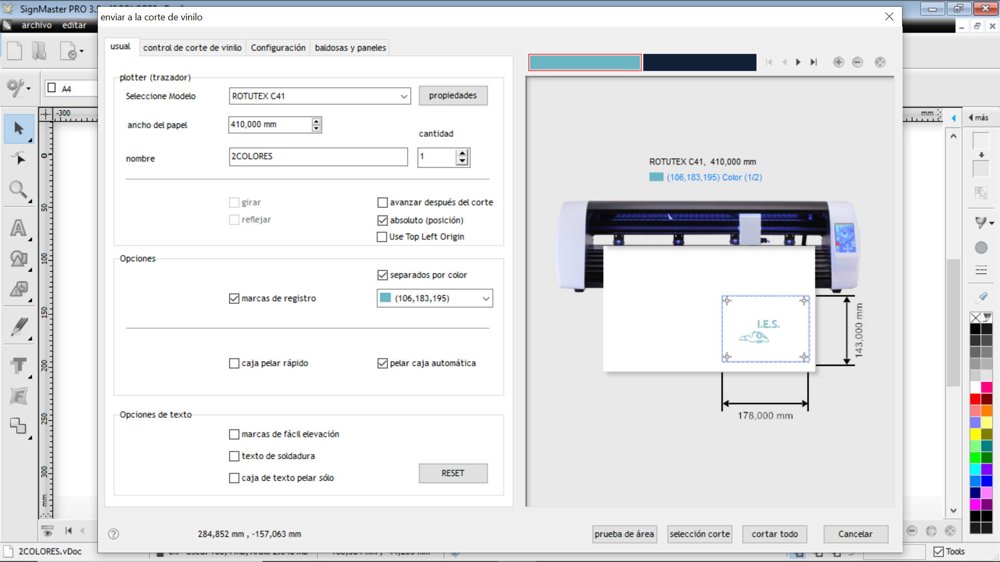 SignMaster PRO 3.5
enviar a la corte de vinilo
archivo editar
usual control de corte de vinilo Configuración baldosas y paneles
plotter (trazador)
Seleccione Modelo ROTUTEX C41 propiedades
A4
-300
mm
más
ancho del papel 410,000 mm
cantidad
nombre 2COLORES 1
ROTUTEX C41, 410,000 mm
(106,183,195) Color (1/2)
girar avanzar después del corte
reflejar absoluto (posición)
Use Top Left Origin
Opciones
separados por color
marcas de registro (106,183,195)
I.E.S.
143,000 mm
caja pelar rápido pelar caja automática
178,000 mm
Opciones de texto
marcas de fácil elevación
texto de soldadura
caja de texto pelar sólo RESET
0
50
100
150
200
250
300
mm
284,852 mm , -157,063 mm
prueba de área selección corte cortar todo Cancelar
2COLORES.vDoc
Tools